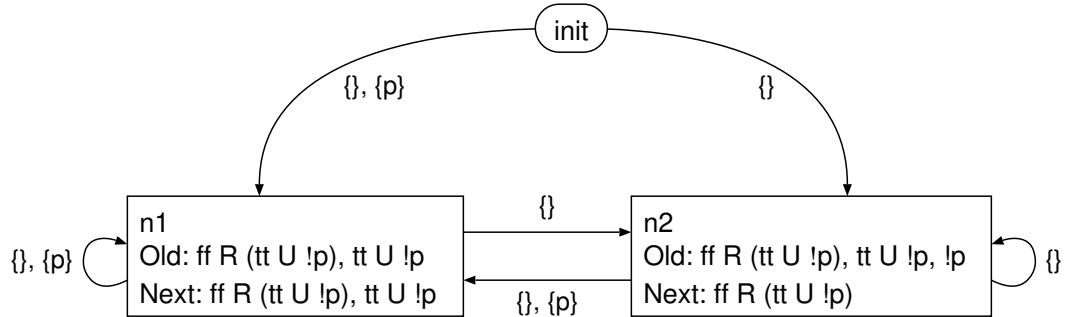 init
{}, {p}
{}
n1
Old: ff R (tt U !p), tt U !p
Next: ff R (tt U !p), tt U !p
{}
n2
Old: ff R (tt U !p), tt U !p, !p
Next: ff R (tt U !p)
{}, {p}
{}, {p}
{}